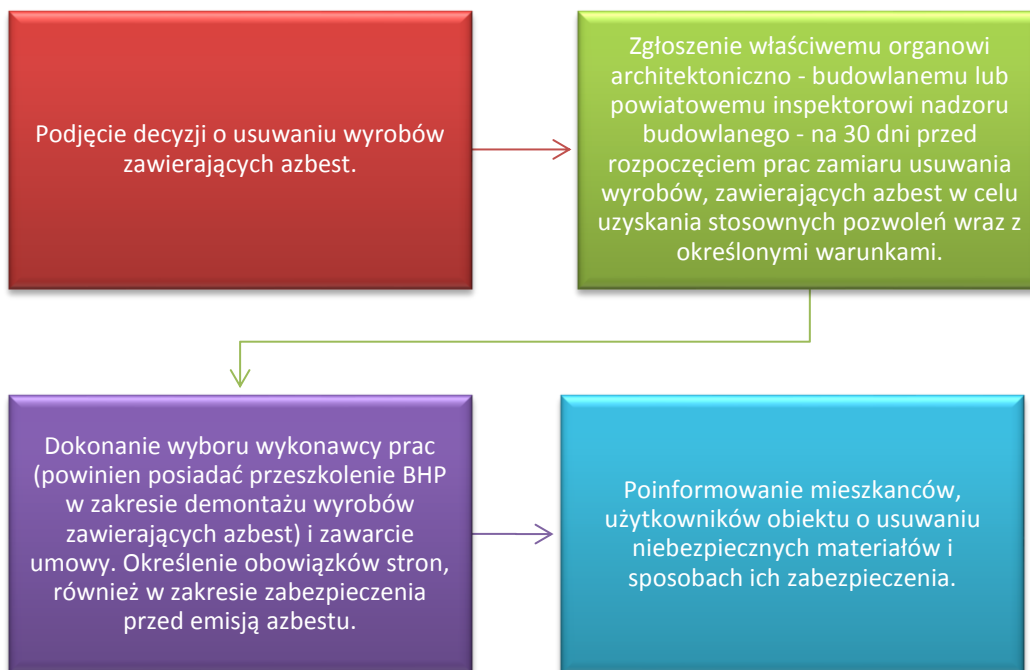 Podjęcie decyzji o usuwaniu wyrobów
zawierających azbest.
Zgłoszenie właściwemu organowi
architektoniczno - budowlanemu lub
powiatowemu inspektorowi nadzoru
budowlanego - na 30 dni przed
rozpoczęciem prac zamiaru usuwania
wyrobów, zawierających azbest w celu
uzyskania stosownych pozwoleń wraz z
określonymi warunkami.
Dokonanie wyboru wykonawcy prac
(powinien posiadać przeszkolenie BHP
w zakresie demontażu wyrobów
zawierających azbest) i zawarcie
umowy. Określenie obowiązków stron,
również w zakresie zabezpieczenia
przed emisją azbestu.
Poinformowanie mieszkanców,
użytkowników obiektu o usuwaniu
niebezpiecznych materiałów i
sposobach ich zabezpieczenia.